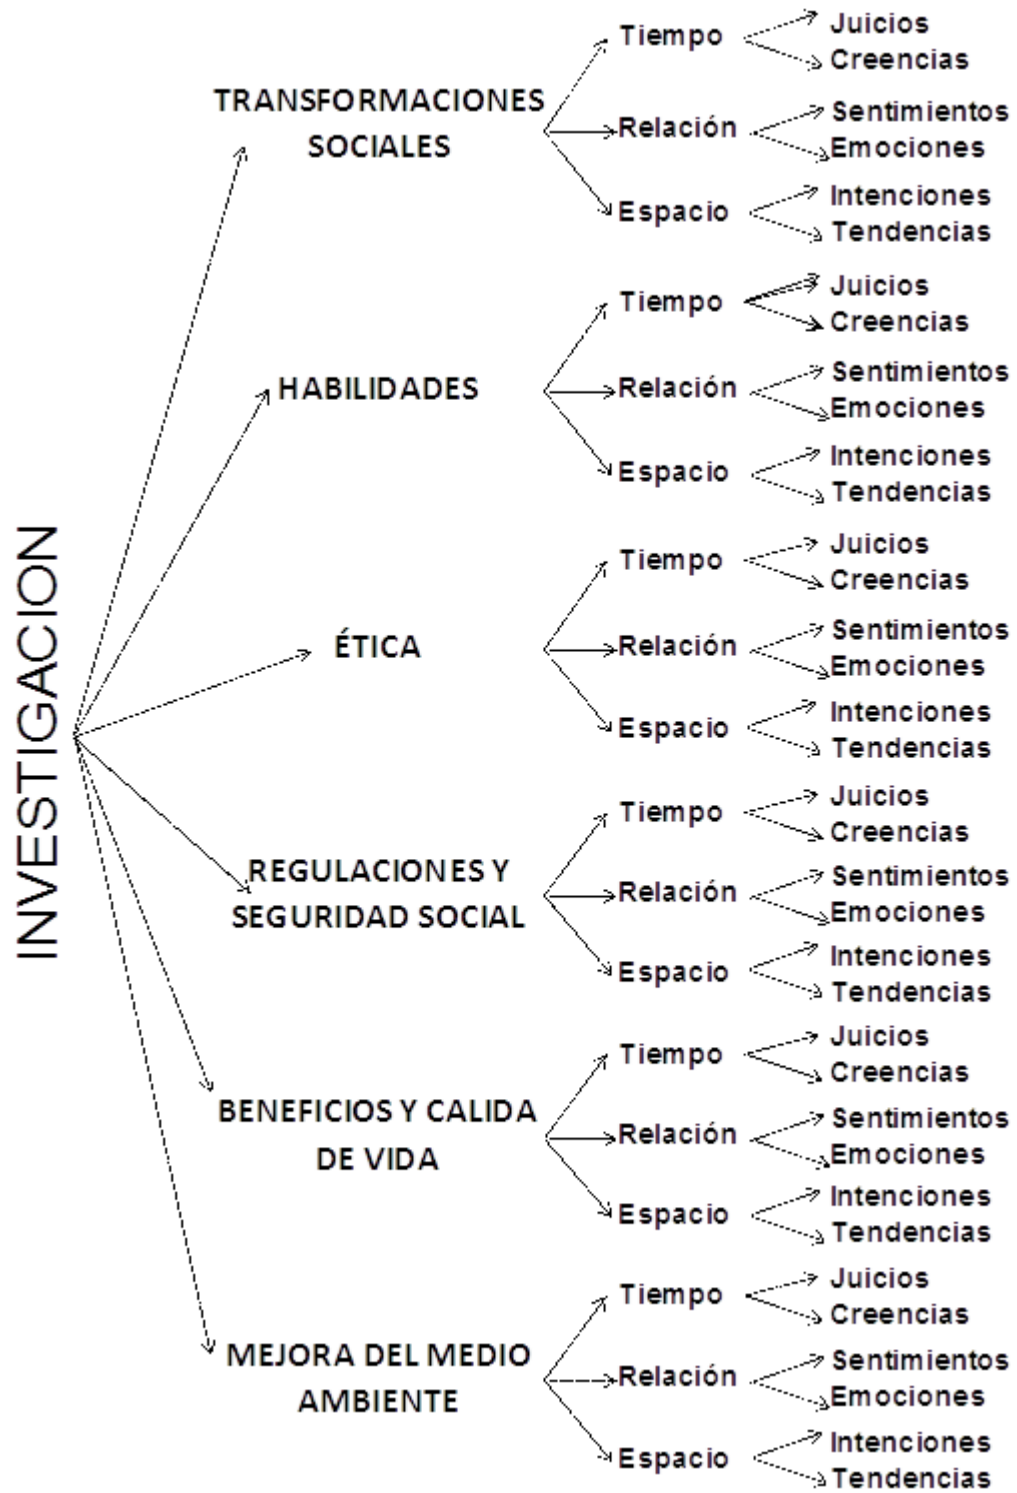 INVESTIGACION
TRANSFORMACIONES
SOCIALES
Tiempo
Juicios
Creencias
Relación
Sentimientos
Emociones
Espacio
Intenciones
Tendencias
HABILIDADES
Tiempo
Juicios
Creencias
Relación
Sentimientos
Emociones
Espacio
Intenciones
Tendencias
ÉTICA
Tiempo
Juicios
Creencias
Relación
Sentimientos
Emociones
Espacio
Intenciones
Tendencias
REGULACIONES Y
SEGURIDAD SOCIAL
Tiempo
Juicios
Creencias
Relación
Sentimientos
Emociones
Espacio
Intenciones
Tendencias
BENEFICIOS Y CALIDA
DE VIDA
Tiempo
Juicios
Creencias
Relación
Sentimientos
Emociones
Espacio
Intenciones
Tendencias
MEJORA DEL MEDIO
AMBIENTE
Tiempo
Juicios
Creencias
Relación
Sentimientos
Emociones
Espacio
Intenciones
Tendencias